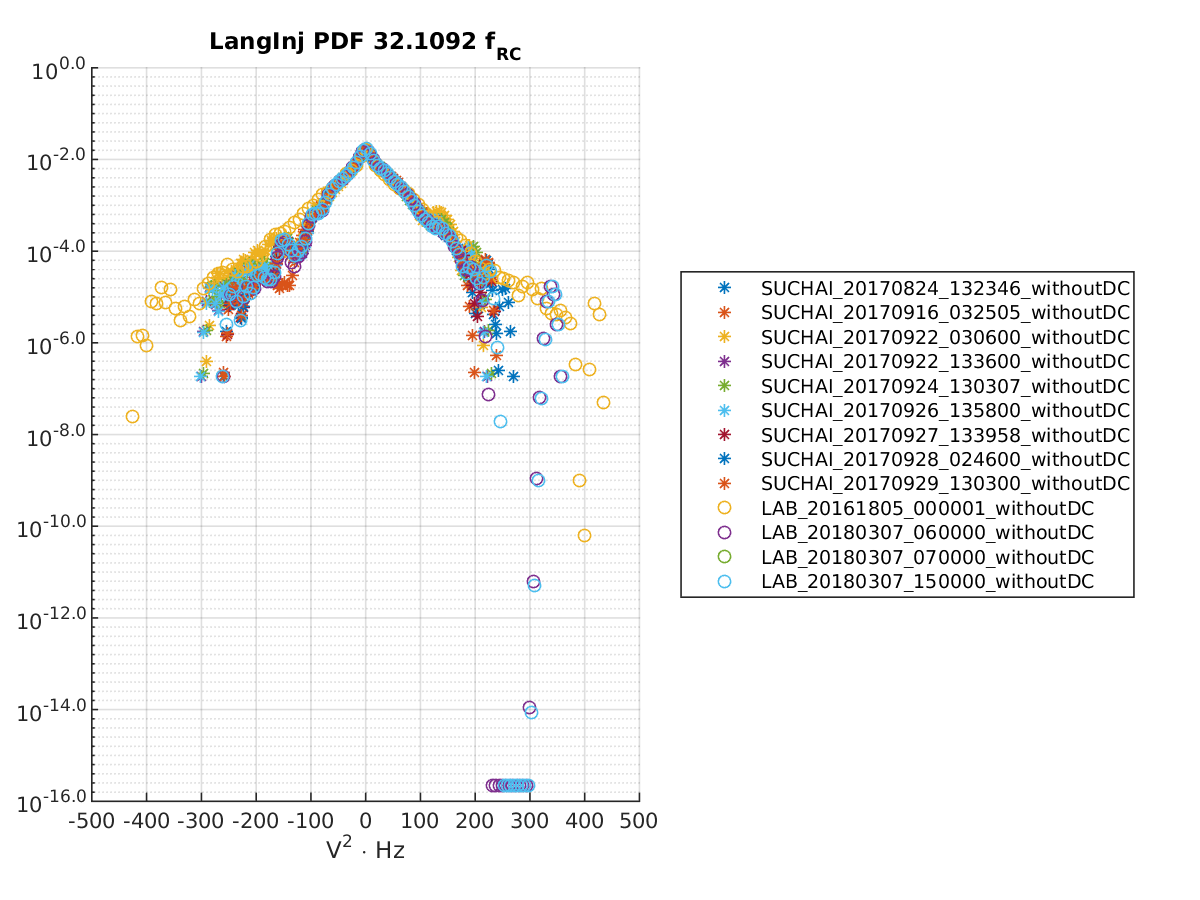 LangInj PDF 32.1092 f_RC
10^0.0
10^-2.0
10^-4.0
10^-6.0
10^-8.0
10^-10.0
10^-12.0
10^-14.0
10^-16.0
-500 -400 -300 -200 -100 0 100 200 300 400 500
V^2 · Hz
SUCHAI_20170824_132346_withoutDC
SUCHAI_20170916_032505_withoutDC
SUCHAI_20170922_030600_withoutDC
SUCHAI_20170922_133600_withoutDC
SUCHAI_20170924_130307_withoutDC
SUCHAI_20170926_135800_withoutDC
SUCHAI_20170927_133958_withoutDC
SUCHAI_20170928_024600_withoutDC
SUCHAI_20170929_130300_withoutDC
LAB_20161805_000001_withoutDC
LAB_20180307_060000_withoutDC
LAB_20180307_070000_withoutDC
LAB_20180307_150000_withoutDC